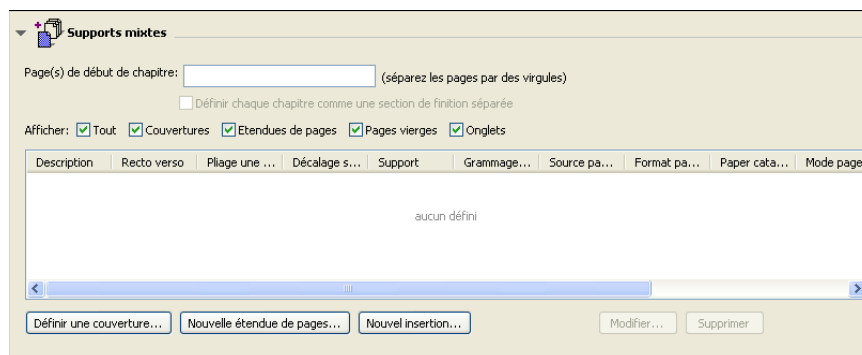 Supports mixtes
Page(s) de début de chapitre: (séparez les pages par des virgules)
Définir chaque chapitre comme une section de finition séparée
Afficher: Tout Couvertures Etendues de pages Pages vierges Onglets
Description Recto verso Pliage une ... Décalage s... Support Grammage... Source pa... Format pa... Paper cata... Mode page
aucun défini
Définir une couverture... Nouvelle étendue de pages... Nouvel insertion... Modifier... Supprimer